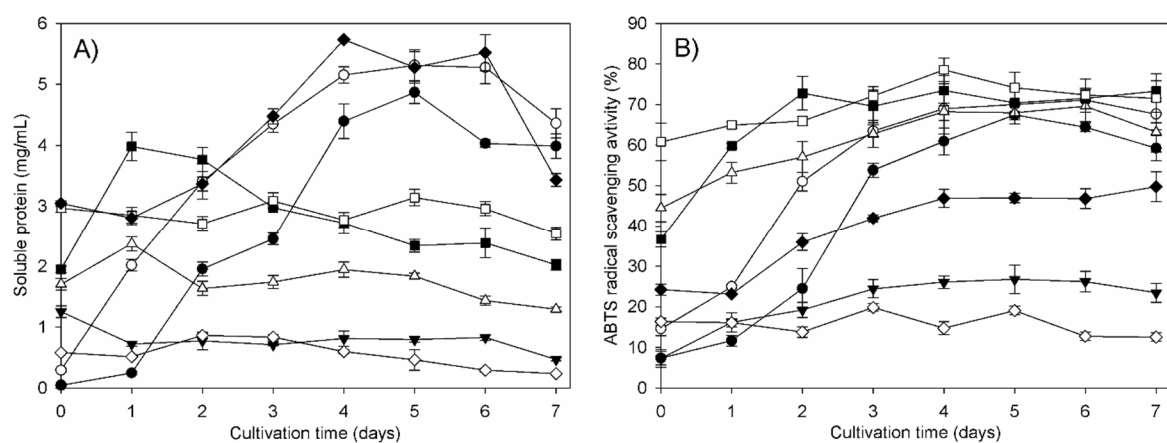 A)
Soluble protein (mg/mL)
6
5
4
3
2
1
0
0 1 2 3 4 5 6 7
Cultivation time (days)
B)
ABTS radical scavenging avtivity (%)
90
80
70
60
50
40
30
20
10
0
0 1 2 3 4 5 6 7
Cultivation time (days)